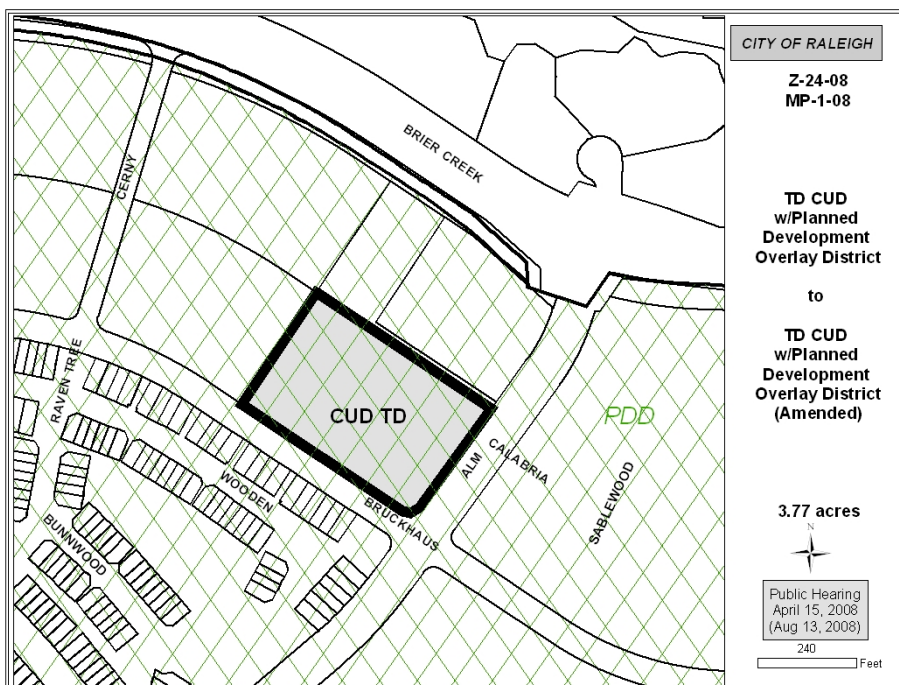 CITY OF RALEIGH
Z-24-08
MP-1-08
TD CUD
w/Planned
Development
Overlay District
to
TD CUD
w/Planned
Development
Overlay District
(Amended)
3.77 acres
N
Public Hearing
April 15, 2008
(Aug 13, 2008)
240
Feet
BRIER CREEK
CERNY
RAVEN TREE
CUD TD
PDD
CALABRIA
ALM
SABLEWOOD
WOODEN
BRUCKHAUS
BUNNWOOD